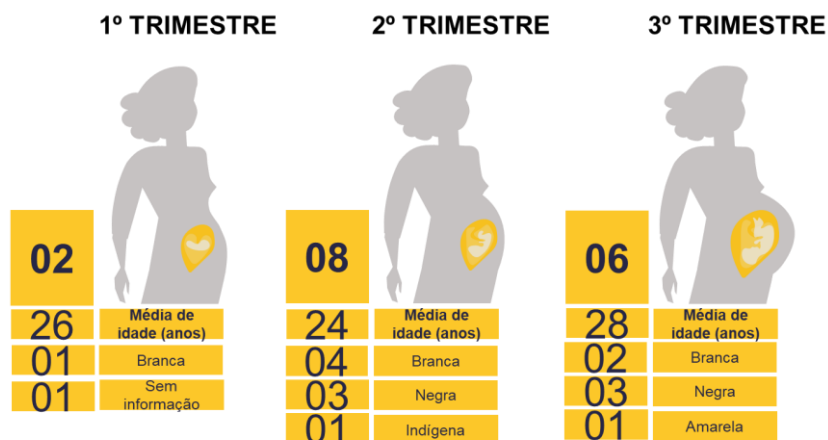 1º TRIMESTRE
02
26 Média de
idade (anos)
01 Branca
01 Sem
informação
2º TRIMESTRE
08
24 Média de
idade (anos)
04 Branca
03 Negra
01 Indígena
3º TRIMESTRE
06
28 Média de
idade (anos)
02 Branca
03 Negra
01 Amarela